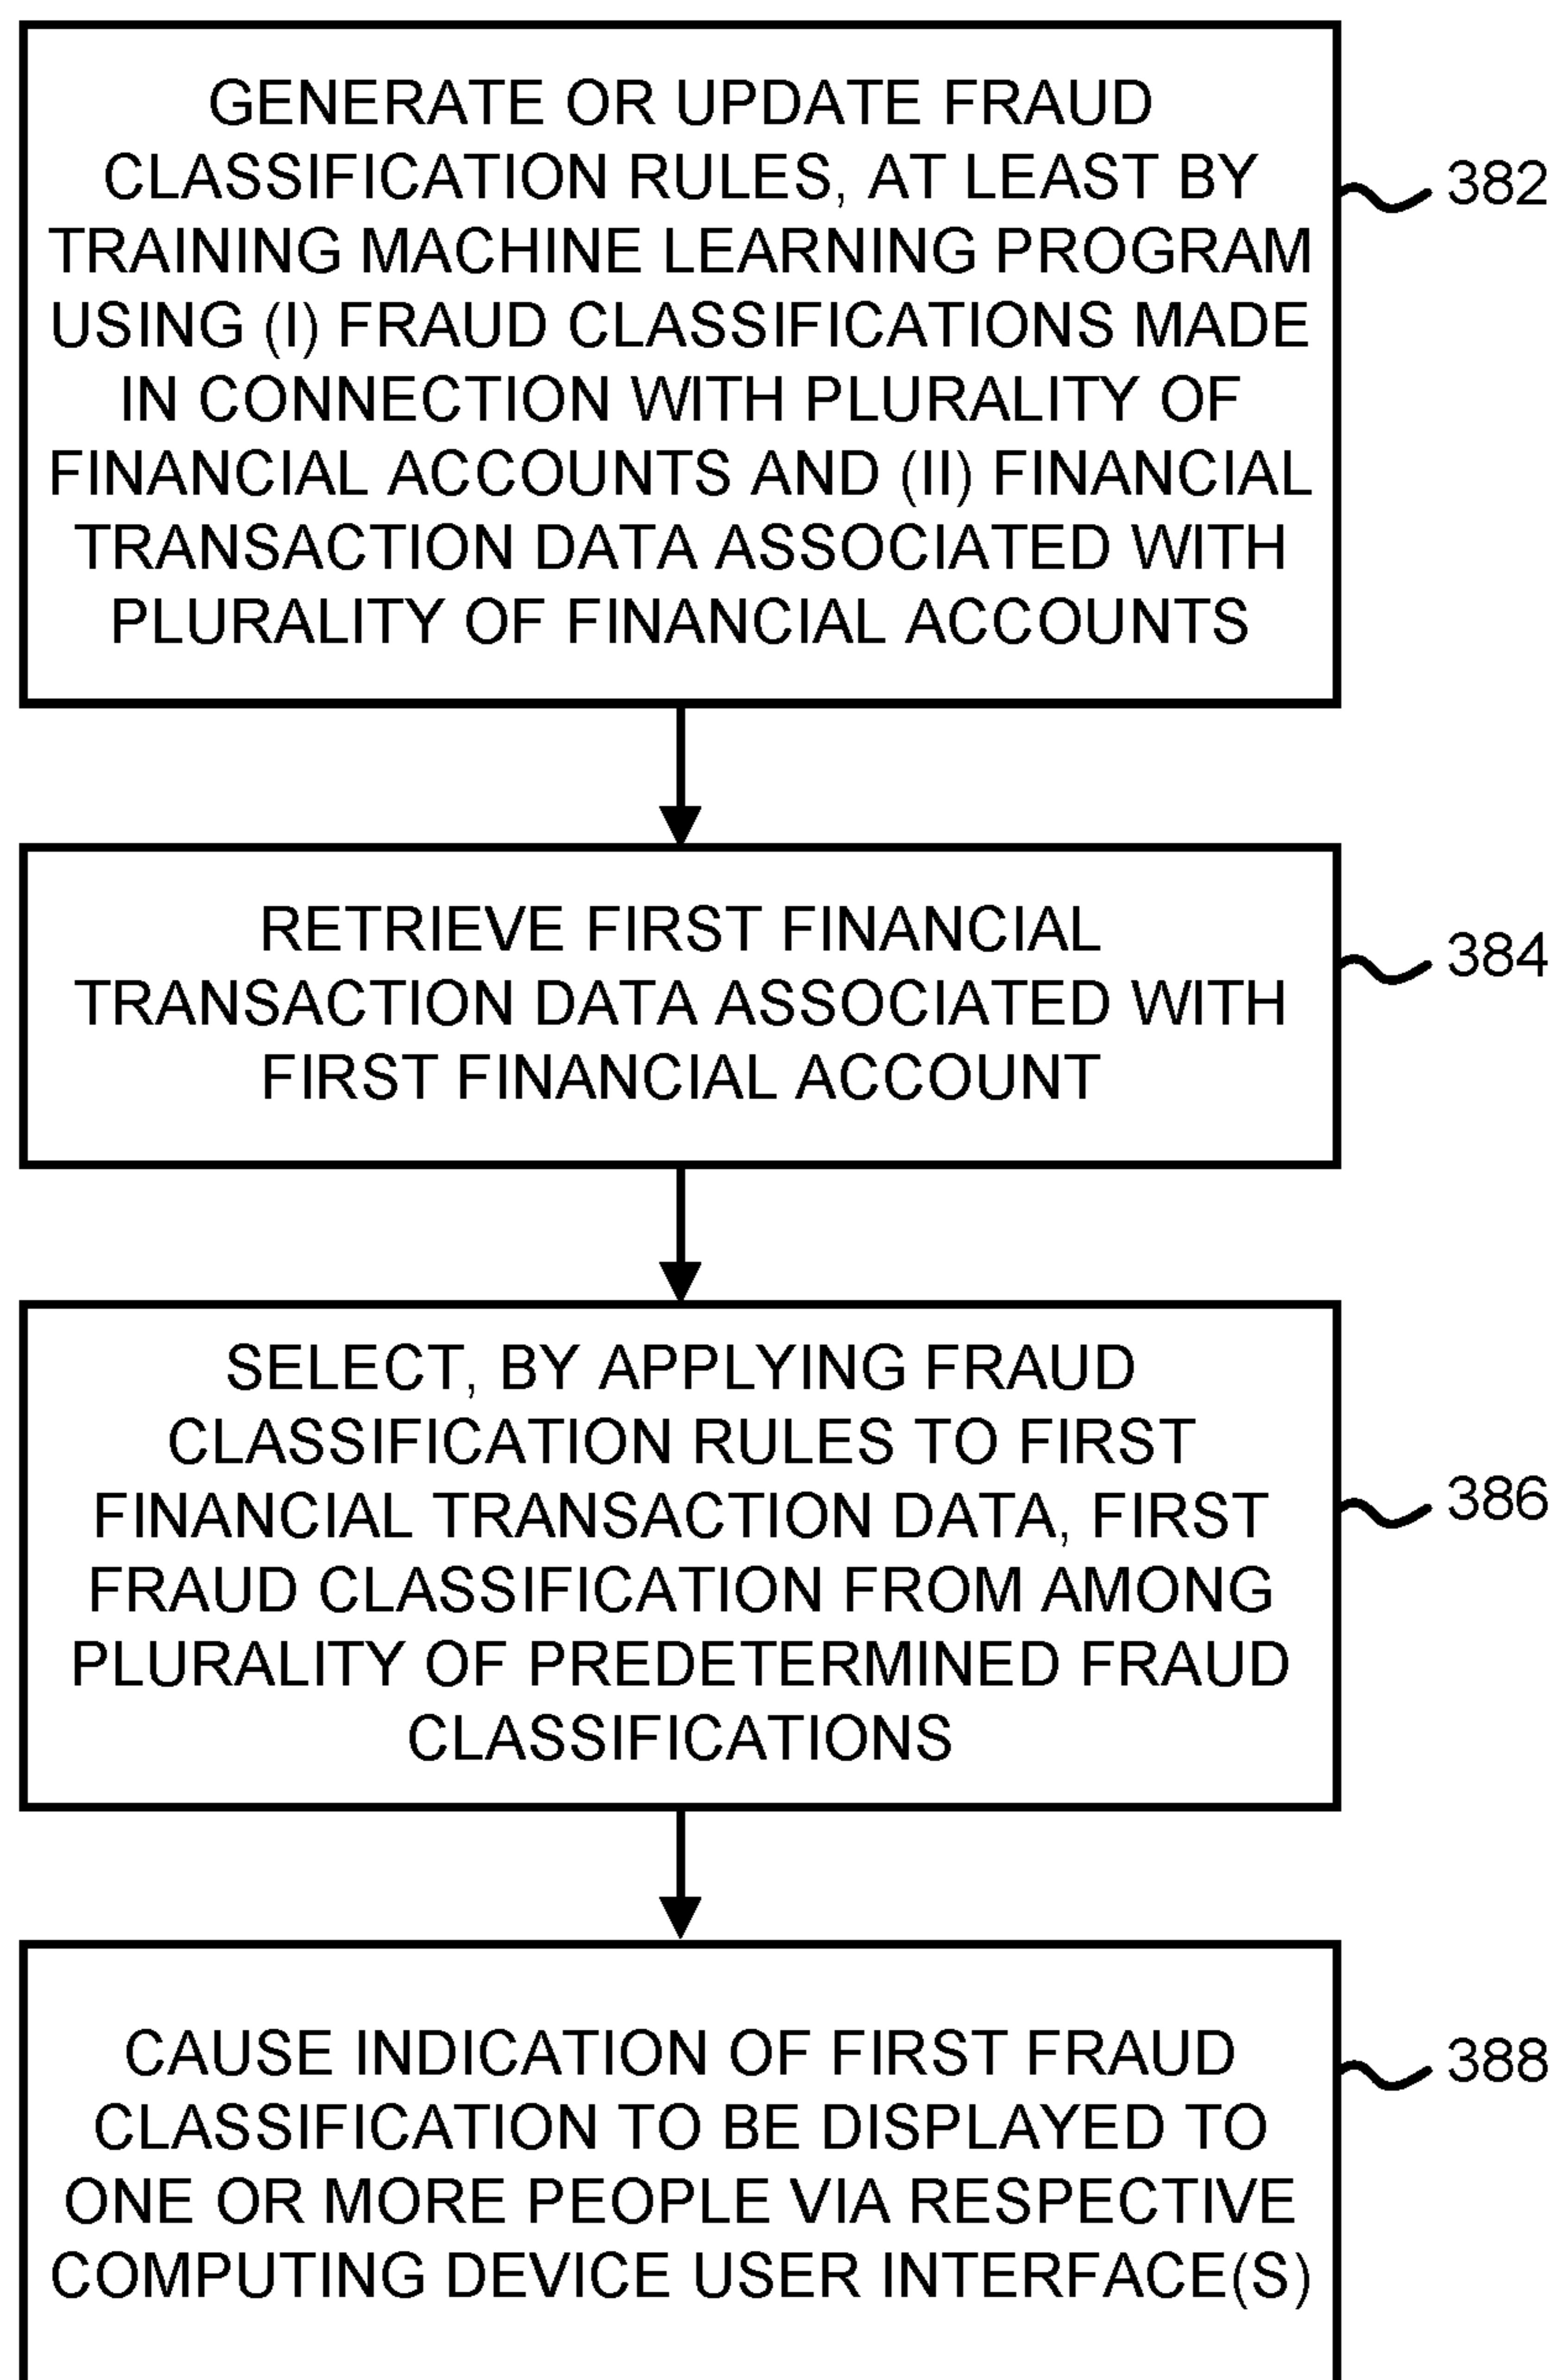 GENERATE OR UPDATE FRAUD
CLASSIFICATION RULES, AT LEAST BY
TRAINING MACHINE LEARNING PROGRAM
USING (I) FRAUD CLASSIFICATIONS MADE
IN CONNECTION WITH PLURALITY OF
FINANCIAL ACCOUNTS AND (II) FINANCIAL
TRANSACTION DATA ASSOCIATED WITH
PLURALITY OF FINANCIAL ACCOUNTS
382
RETRIEVE FIRST FINANCIAL
TRANSACTION DATA ASSOCIATED WITH
FIRST FINANCIAL ACCOUNT
384
SELECT, BY APPLYING FRAUD
CLASSIFICATION RULES TO FIRST
FINANCIAL TRANSACTION DATA, FIRST
FRAUD CLASSIFICATION FROM AMONG
PLURALITY OF PREDETERMINED FRAUD
CLASSIFICATIONS
386
CAUSE INDICATION OF FIRST FRAUD
CLASSIFICATION TO BE DISPLAYED TO
ONE OR MORE PEOPLE VIA RESPECTIVE
COMPUTING DEVICE USER INTERFACE(S)
388